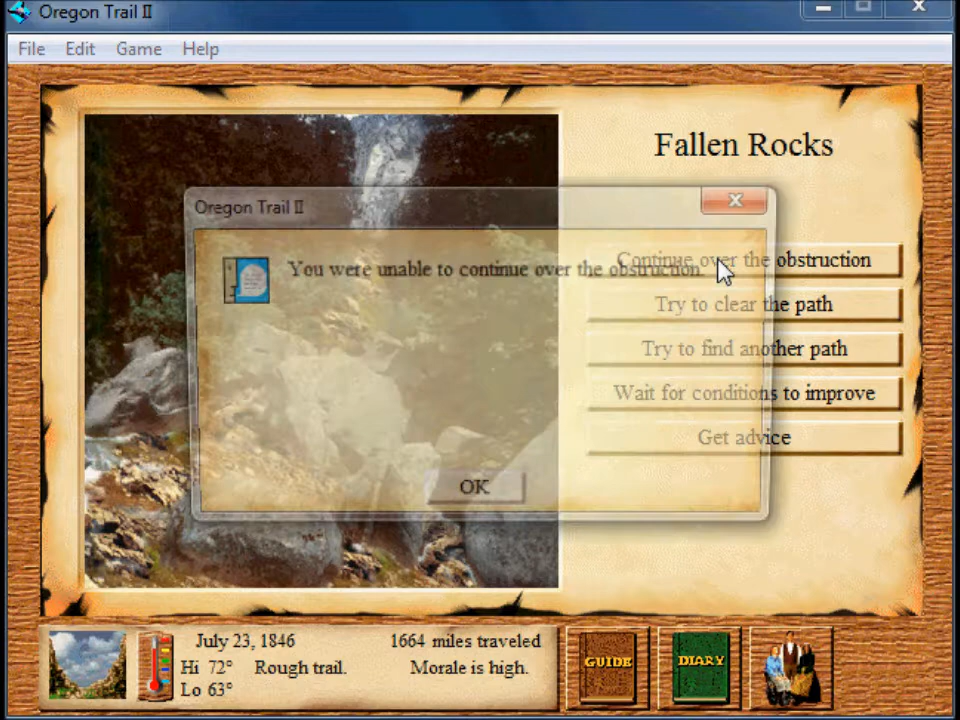 Oregon Trail II
File Edit Game Help
Fallen Rocks
Oregon Trail II
You were unable to continue over the obstruction.
Continue over the obstruction
Try to clear the path
Try to find another path
Wait for conditions to improve
Get advice
OK
July 23, 1846 1664 miles traveled
Hi 72° Rough trail. Morale is high.
Lo 63°
GUIDE
DIARY